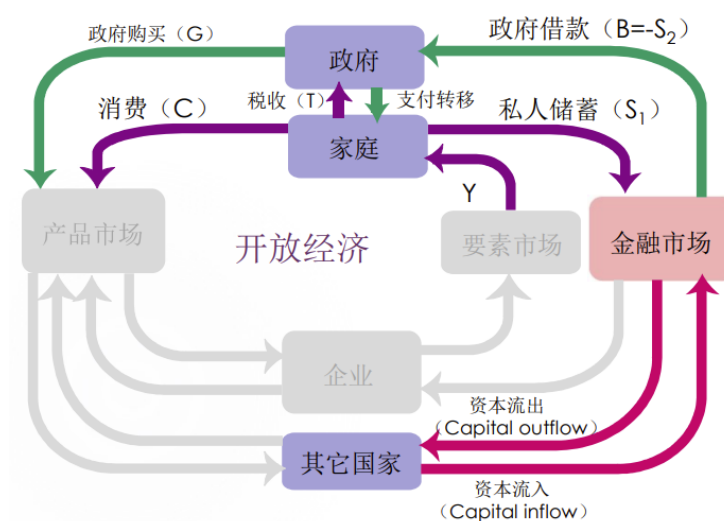 政府购买（G）
政府
政府借款（B=-S₂）
消费（C）
税收（T）
支付转移
私人储蓄（S₁）
家庭
Y
产品市场
开放经济
要素市场
金融市场
企业
资本流出
（Capital outflow）
其它国家
资本流入
（Capital inflow）